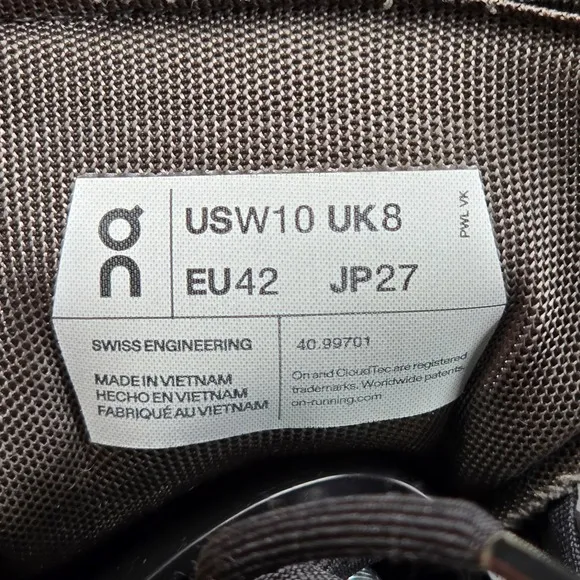 USW10 UK8
EU42 JP27
PWL VK
SWISS ENGINEERING
40.99701
MADE IN VIETNAM
HECHO EN VIETNAM
FABRIQUÉ AU VIETNAM
On and CloudTec are registered
trademarks. Worldwide patents.
on-running.com